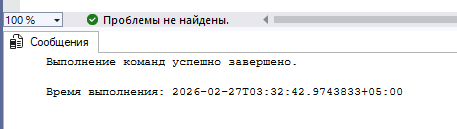 100 %
Проблемы не найдены.
Сообщения
Выполнение команд успешно завершено.
Время выполнения: 2026-02-27T03:32:42.9743833+05:00